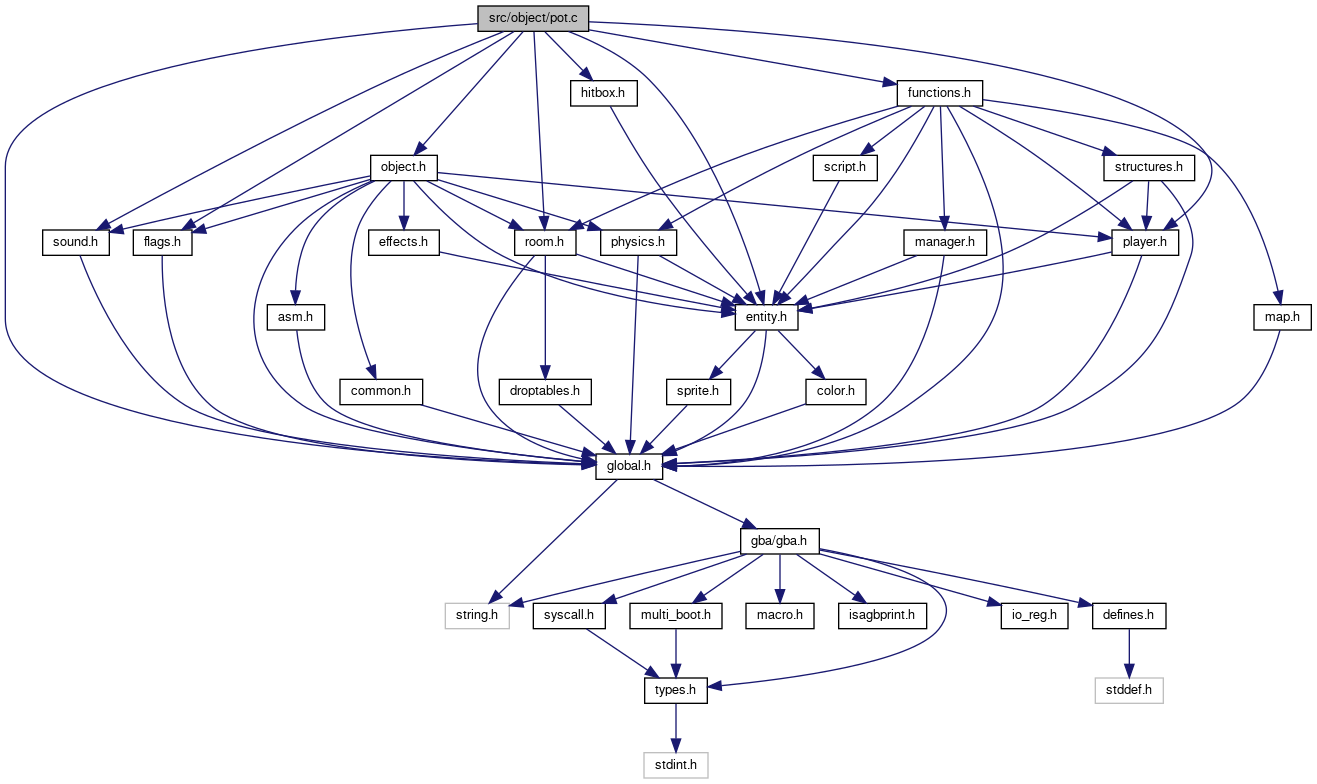 src/object/pot.c
hitbox.h
functions.h
object.h
script.h
structures.h
sound.h
flags.h
effects.h
room.h
physics.h
manager.h
player.h
asm.h
entity.h
map.h
common.h
droptables.h
sprite.h
color.h
global.h
gba/gba.h
string.h
syscall.h
multi_boot.h
macro.h
isagbprint.h
io_reg.h
defines.h
types.h
stddef.h
stdint.h